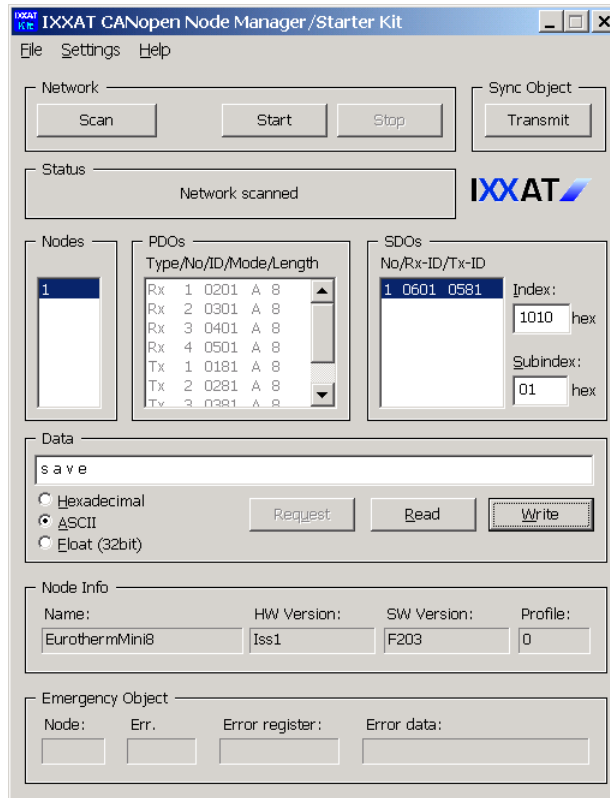 IXXAT CANopen Node Manager/Starter Kit
File Settings Help
Network
Scan Start Stop
Sync Object
Transmit
Status
Network scanned
IXXAT
Nodes
1
PDOs
Type/No/ID/Mode/Length
Rx 1 0201 A 8
Rx 2 0301 A 8
Rx 3 0401 A 8
Rx 4 0501 A 8
Tx 1 0181 A 8
Tx 2 0281 A 8
Tx 3 0381 A 8
SDOs
No/Rx-ID/Tx-ID
1 0601 0581
Index:
1010 hex
Subindex:
01 hex
Data
s a v e
Hexadecimal
ASCII
Float (32bit)
Request Read Write
Node Info
Name: HW Version: SW Version: Profile:
EurothermMini8 Iss1 F203 0
Emergency Object
Node: Err. Error register: Error data: